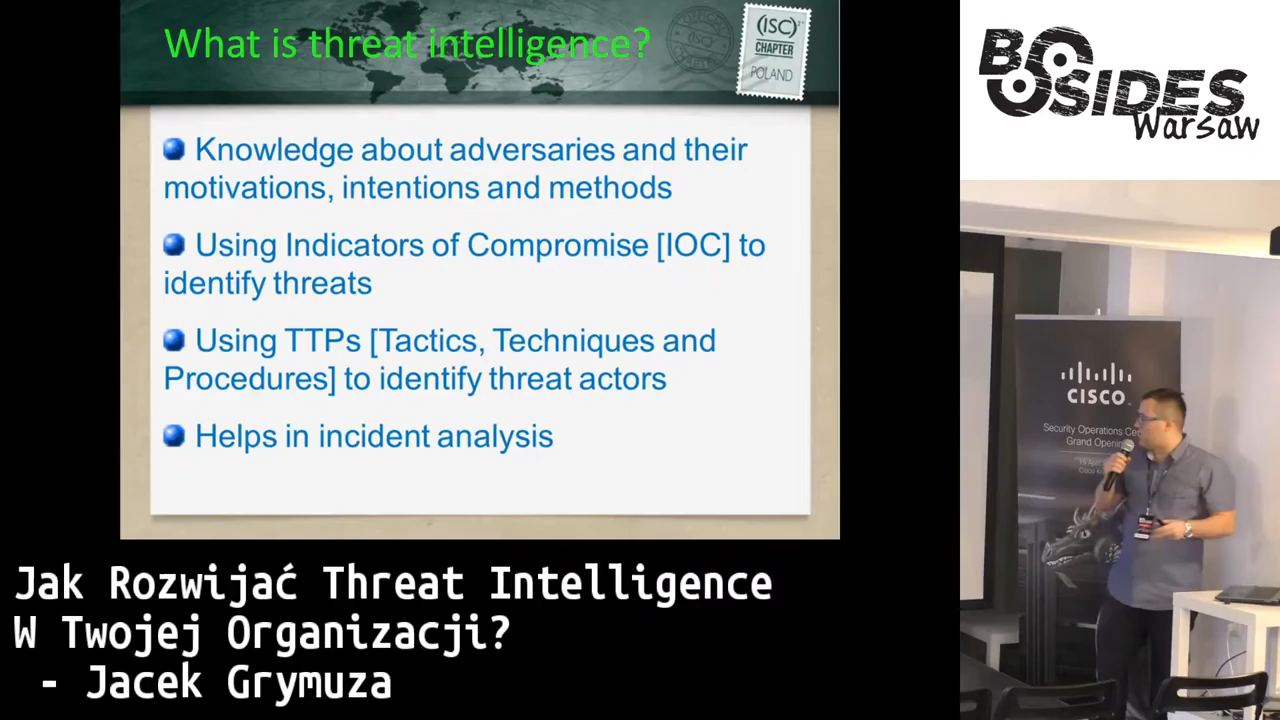 What is threat intelligence?
(ISC)²
CHAPTER
POLAND
Knowledge about adversaries and their
motivations, intentions and methods
Using Indicators of Compromise [IOC] to
identify threats
Using TTPs [Tactics, Techniques and
Procedures] to identify threat actors
Helps in incident analysis
BSIDES
Warsaw
CISCO
Security Operations
Grand Opening
Jak Rozwijać Threat Intelligence
W Twojej Organizacji?
- Jacek Grymuza